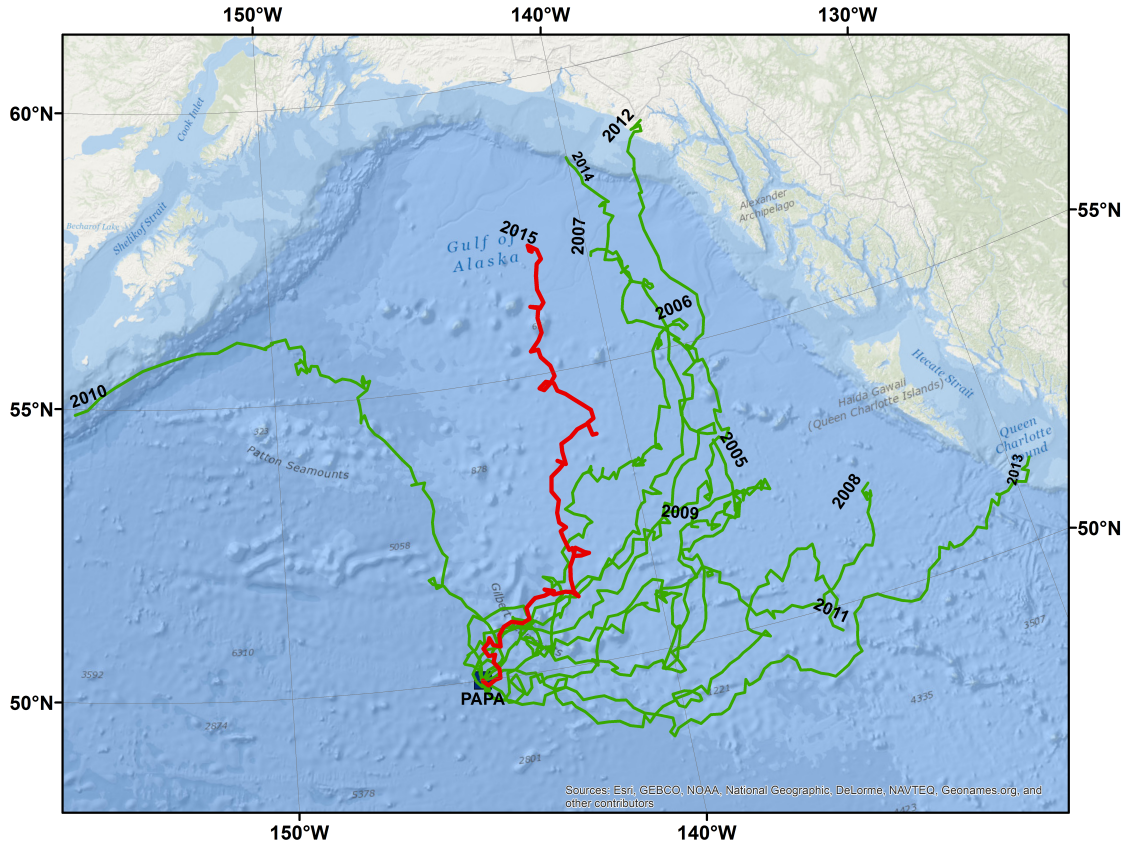 150°W
140°W
130°W
60°N
55°N
50°N
55°N
50°N
150°W
140°W
Cook Inlet
Shelikof Strait
Becharof Lake
Gulf of
Alaska
Alexander
Archipelago
Hecate Strait
Haida Gwaii
(Queen Charlotte Islands)
Queen
Charlotte
Patton Seamounts
Gilbert
2012
2014
2007
2015
2006
2010
2005
2009
2008
2013
2011
PAPA
323
878
5058
6310
3592
2874
2801
5378
4335
3507
4473
Sources: Esri, GEBCO, NOAA, National Geographic, DeLorme, NAVTEQ, Geonames.org, and
other contributors